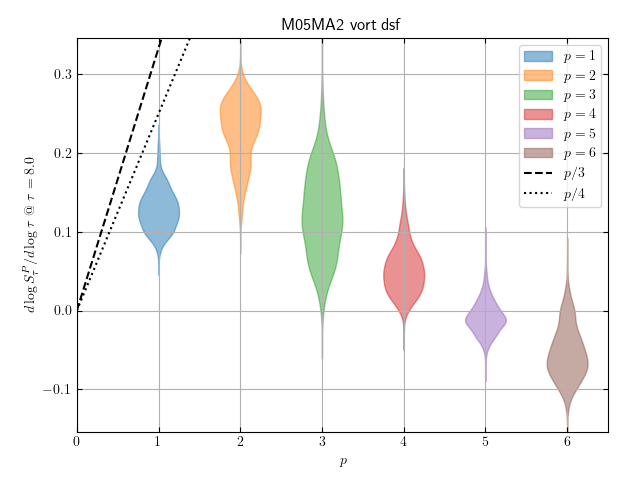 M05MA2 vort dsf
d log S_τ^P / d log τ @ τ = 8.0
0.3
0.2
0.1
0.0
−0.1
0 1 2 3 4 5 6
p
p = 1
p = 2
p = 3
p = 4
p = 5
p = 6
p/3
p/4